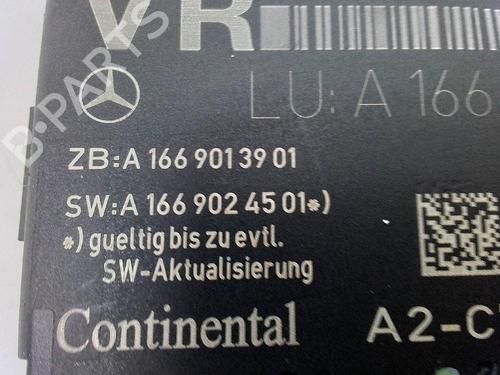 VR
LU: A 166
ZB:A 166 901 39 01
SW:A 166 902 45 01*)
*) gueltig bis zu evtl.
SW-Aktualisierung
Continental A2-C
B-PARTS